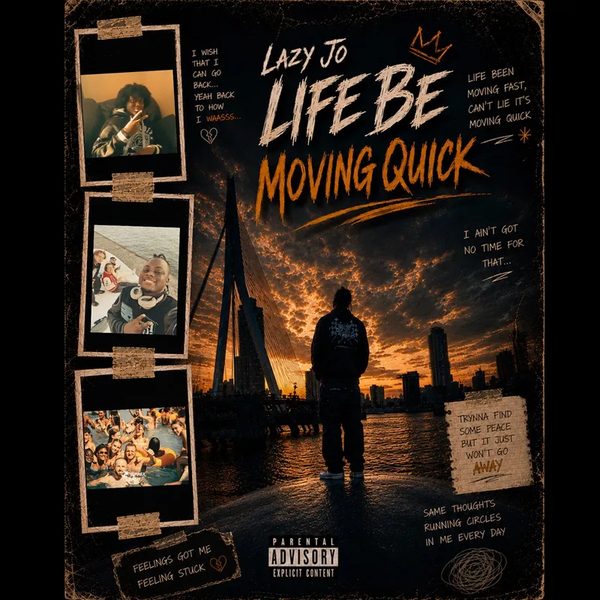 LAZY JO
LIFE BE
MOVING QUICK
I WISH
THAT I
CAN GO
BACK...
YEAH BACK
TO HOW
I WAASSS...
LIFE BEEN
MOVING FAST,
CAN'T LIE IT'S
MOVING QUICK
I AIN'T GOT
NO TIME FOR
THAT...
TRYNNA FIND
SOME PEACE
BUT IT JUST
WON'T GO
AWAY
SAME THOUGHTS
RUNNING CIRCLES
IN ME EVERY DAY
FEELINGS GOT ME
FEELING STUCK
PARENTAL
ADVISORY
EXPLICIT CONTENT